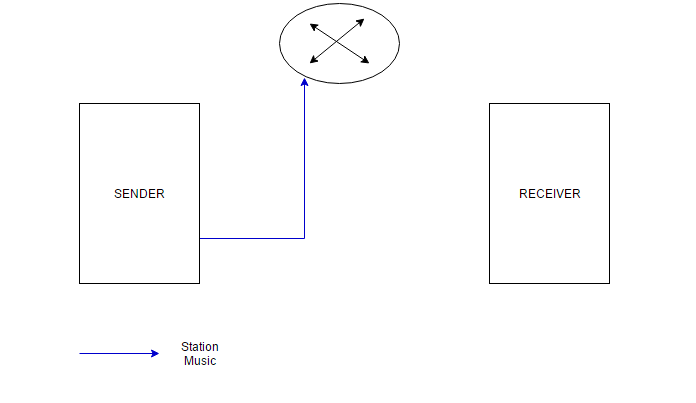 SENDER
RECEIVER
Station
Music